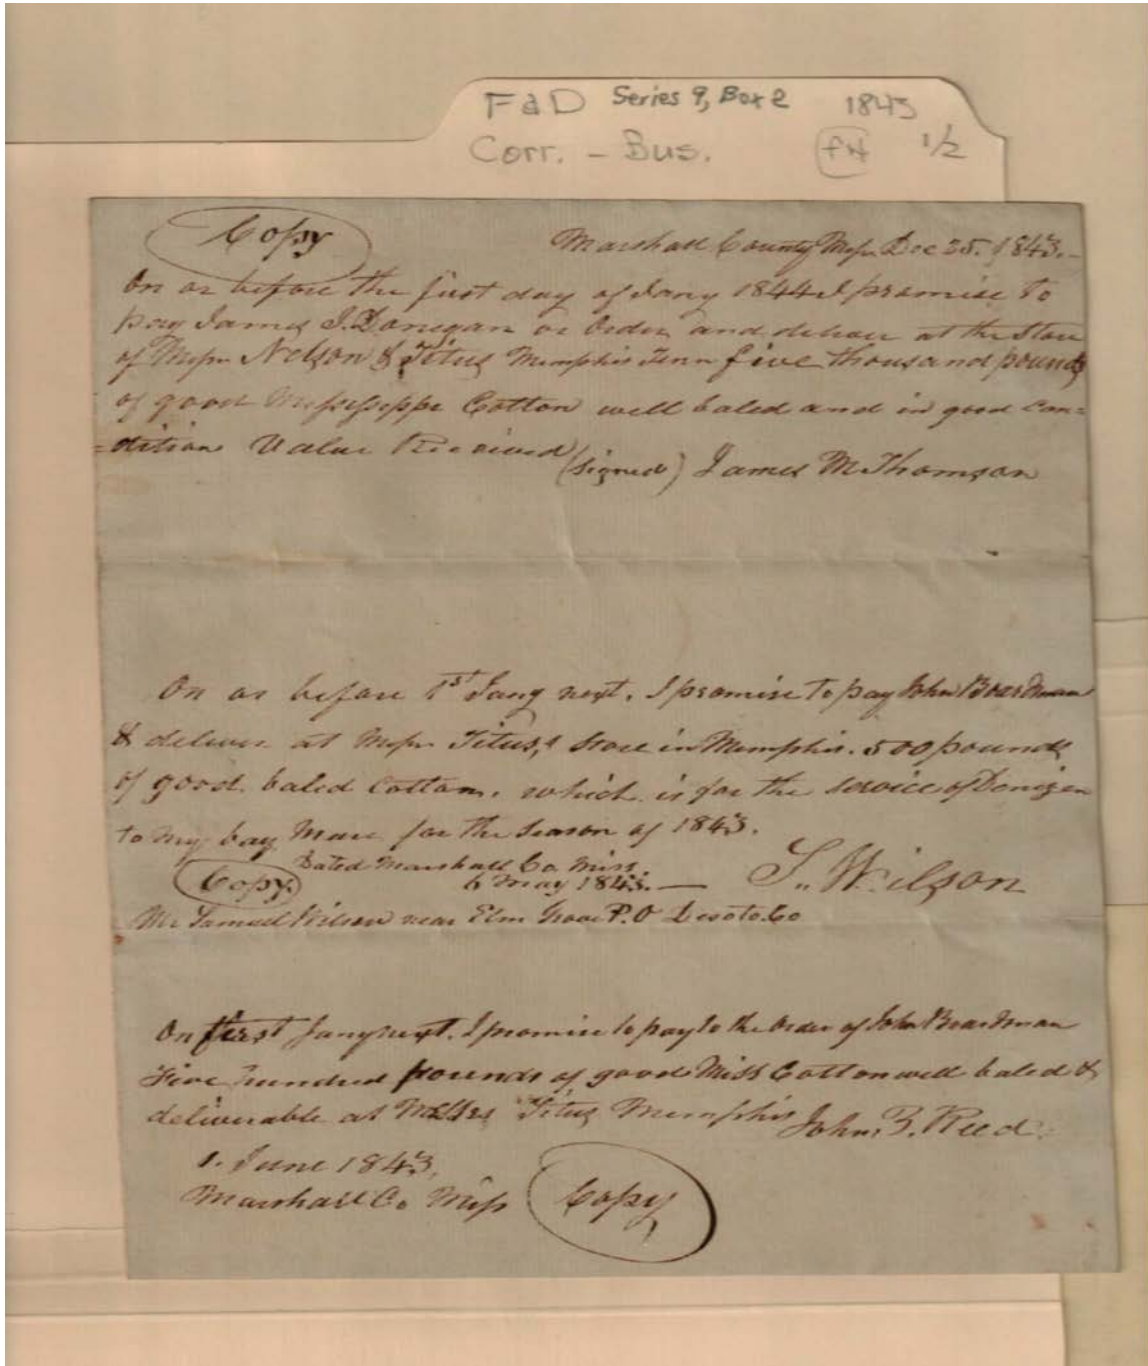 FaD Series 9, Box 2 1843
Corr. - Bus. 1/2
Copy
Marshall County Missi Dec 25. 1843.
On or before the first day of Jany 1844 I promise to
pay James J. Donegan or Order and deliver at the Store
of Messrs Nelson & Titus Memphis Tenn five thousand pounds
of good Mississippi Cotton well baled and in good con=
=dition Value Received
(Signed) James M Thomson
On or before 1st Jany next. I promise to pay John Boardman
& deliver at Messrs Titus,s store in Memphis. 500 pounds
of good baled Cotton. which is for the service of Donigen
to my bay Mare for the Season of 1843.
Dated Marshall Co Miss.
Copy. 6 May 1843. — S. Wilson
Mr Samuel Wilson near Elm Grove P.O Desoto Co
On first Jany next. I promise to pay to the Order of John Boardman
Five hundred pounds of good Miss Cotton well baled &
deliverable at Titus Memphis
John. B. Reed.
1. June 1843,
Marshall Co Miss Copy